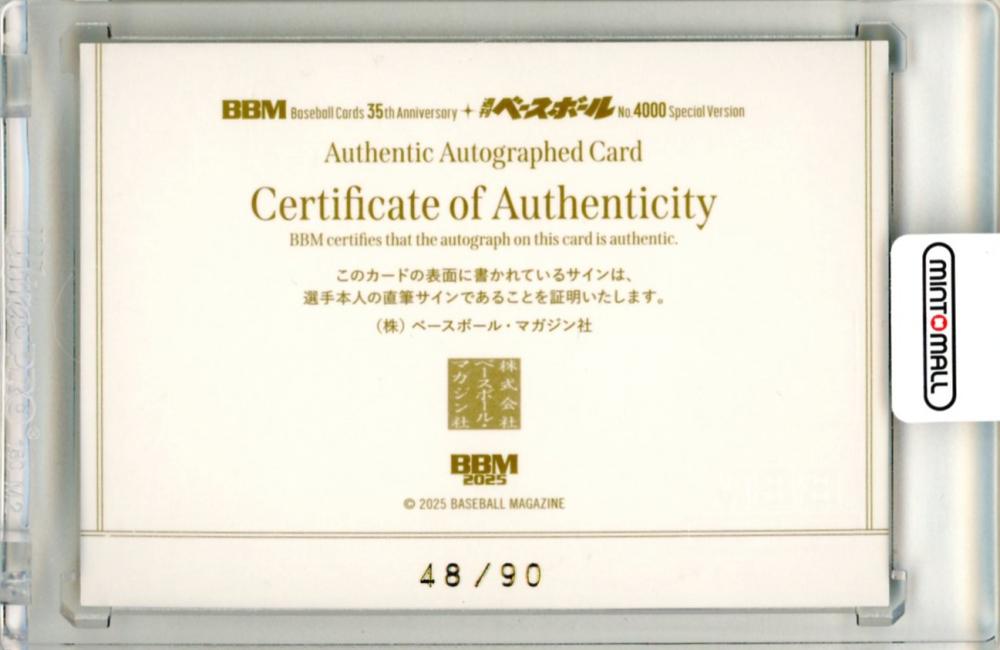 BBM Baseball Cards 35th Anniversary + 週刊ベースボール No.4000 Special Version
Authentic Autographed Card
Certificate of Authenticity
BBM certifies that the autograph on this card is authentic.
このカードの表面に書かれているサインは、
選手本人の直筆サインであることを証明いたします。
(株) ベースボール・マガジン社
株式会社
ベースボール・
マガジン社
BBM
2025
© 2025 BASEBALL MAGAZINE
48/90
MINTMALL